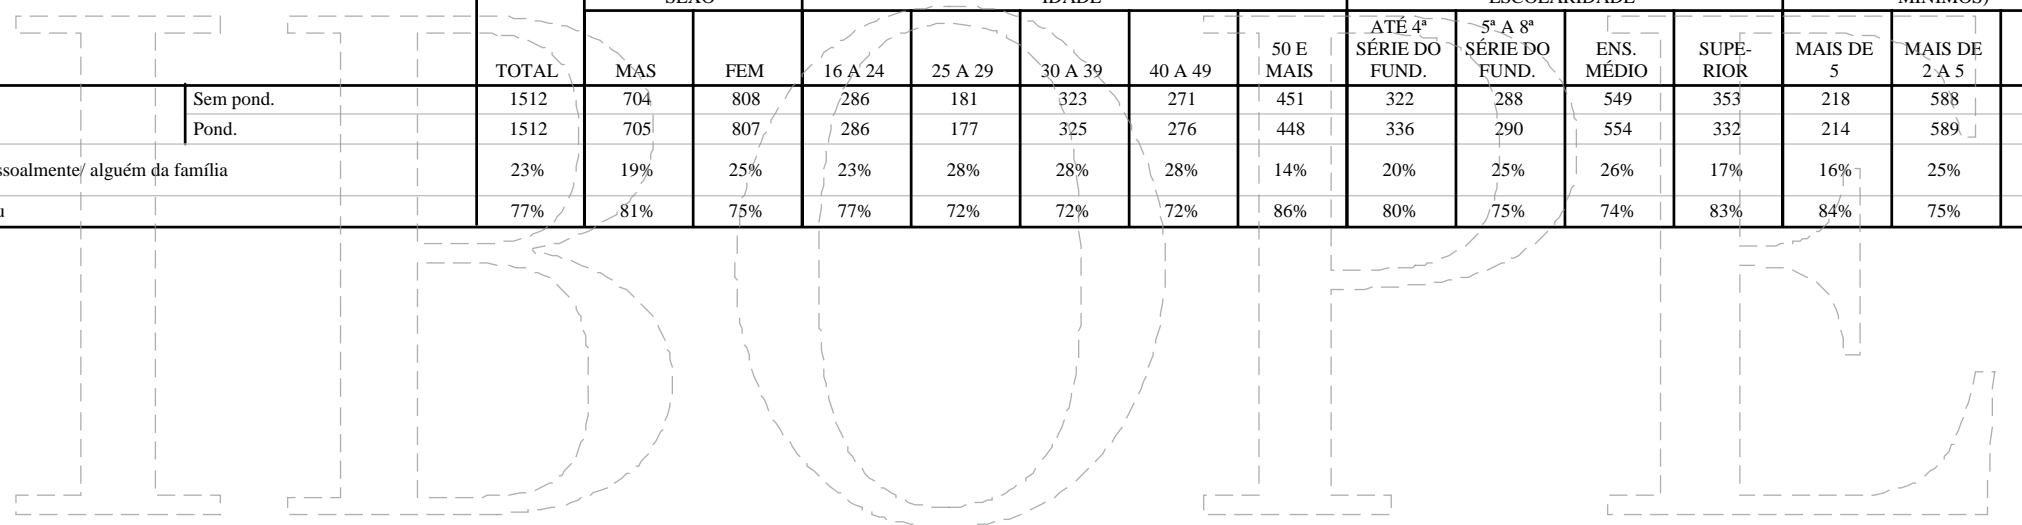 SEXO IDADE ESCOLARIDADE MÍNIMOS)
TOTAL MAS FEM 16 A 24 25 A 29 30 A 39 40 A 49 50 E MAIS ATÉ 4ª SÉRIE DO FUND. 5ª A 8ª SÉRIE DO FUND. ENS. MÉDIO SUPE- RIOR MAIS DE 5 MAIS DE 2 A 5
Sem pond. 1512 704 808 286 181 323 271 451 322 288 549 353 218 588
Pond. 1512 705 807 286 177 325 276 448 336 290 554 332 214 589
ssoalmente/ alguém da família 23% 19% 25% 23% 28% 28% 28% 14% 20% 25% 26% 17% 16% 25%
u 77% 81% 75% 77% 72% 72% 72% 86% 80% 75% 74% 83% 84% 75%
IBOPE